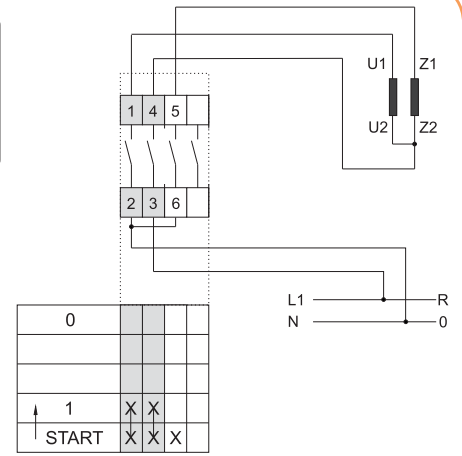 U1 Z1
1 4 5
U2 Z2
2 3 6
L1 R
N 0
0
1 X X
START X X X